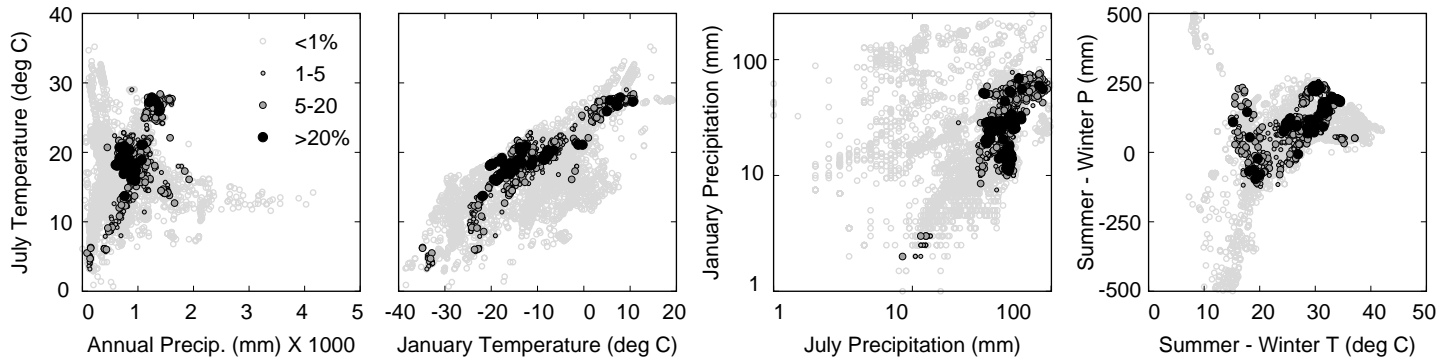 July Temperature (deg C)
40
30
20
10
0
<1%
1-5
5-20
>20%
0 1 2 3 4 5
Annual Precip. (mm) X 1000
-40 -30 -20 -10 0 10 20
January Temperature (deg C)
January Precipitation (mm)
100
10
1
1 10 100
July Precipitation (mm)
Summer - Winter P (mm)
500
250
0
-250
-500
0 10 20 30 40 50
Summer - Winter T (deg C)